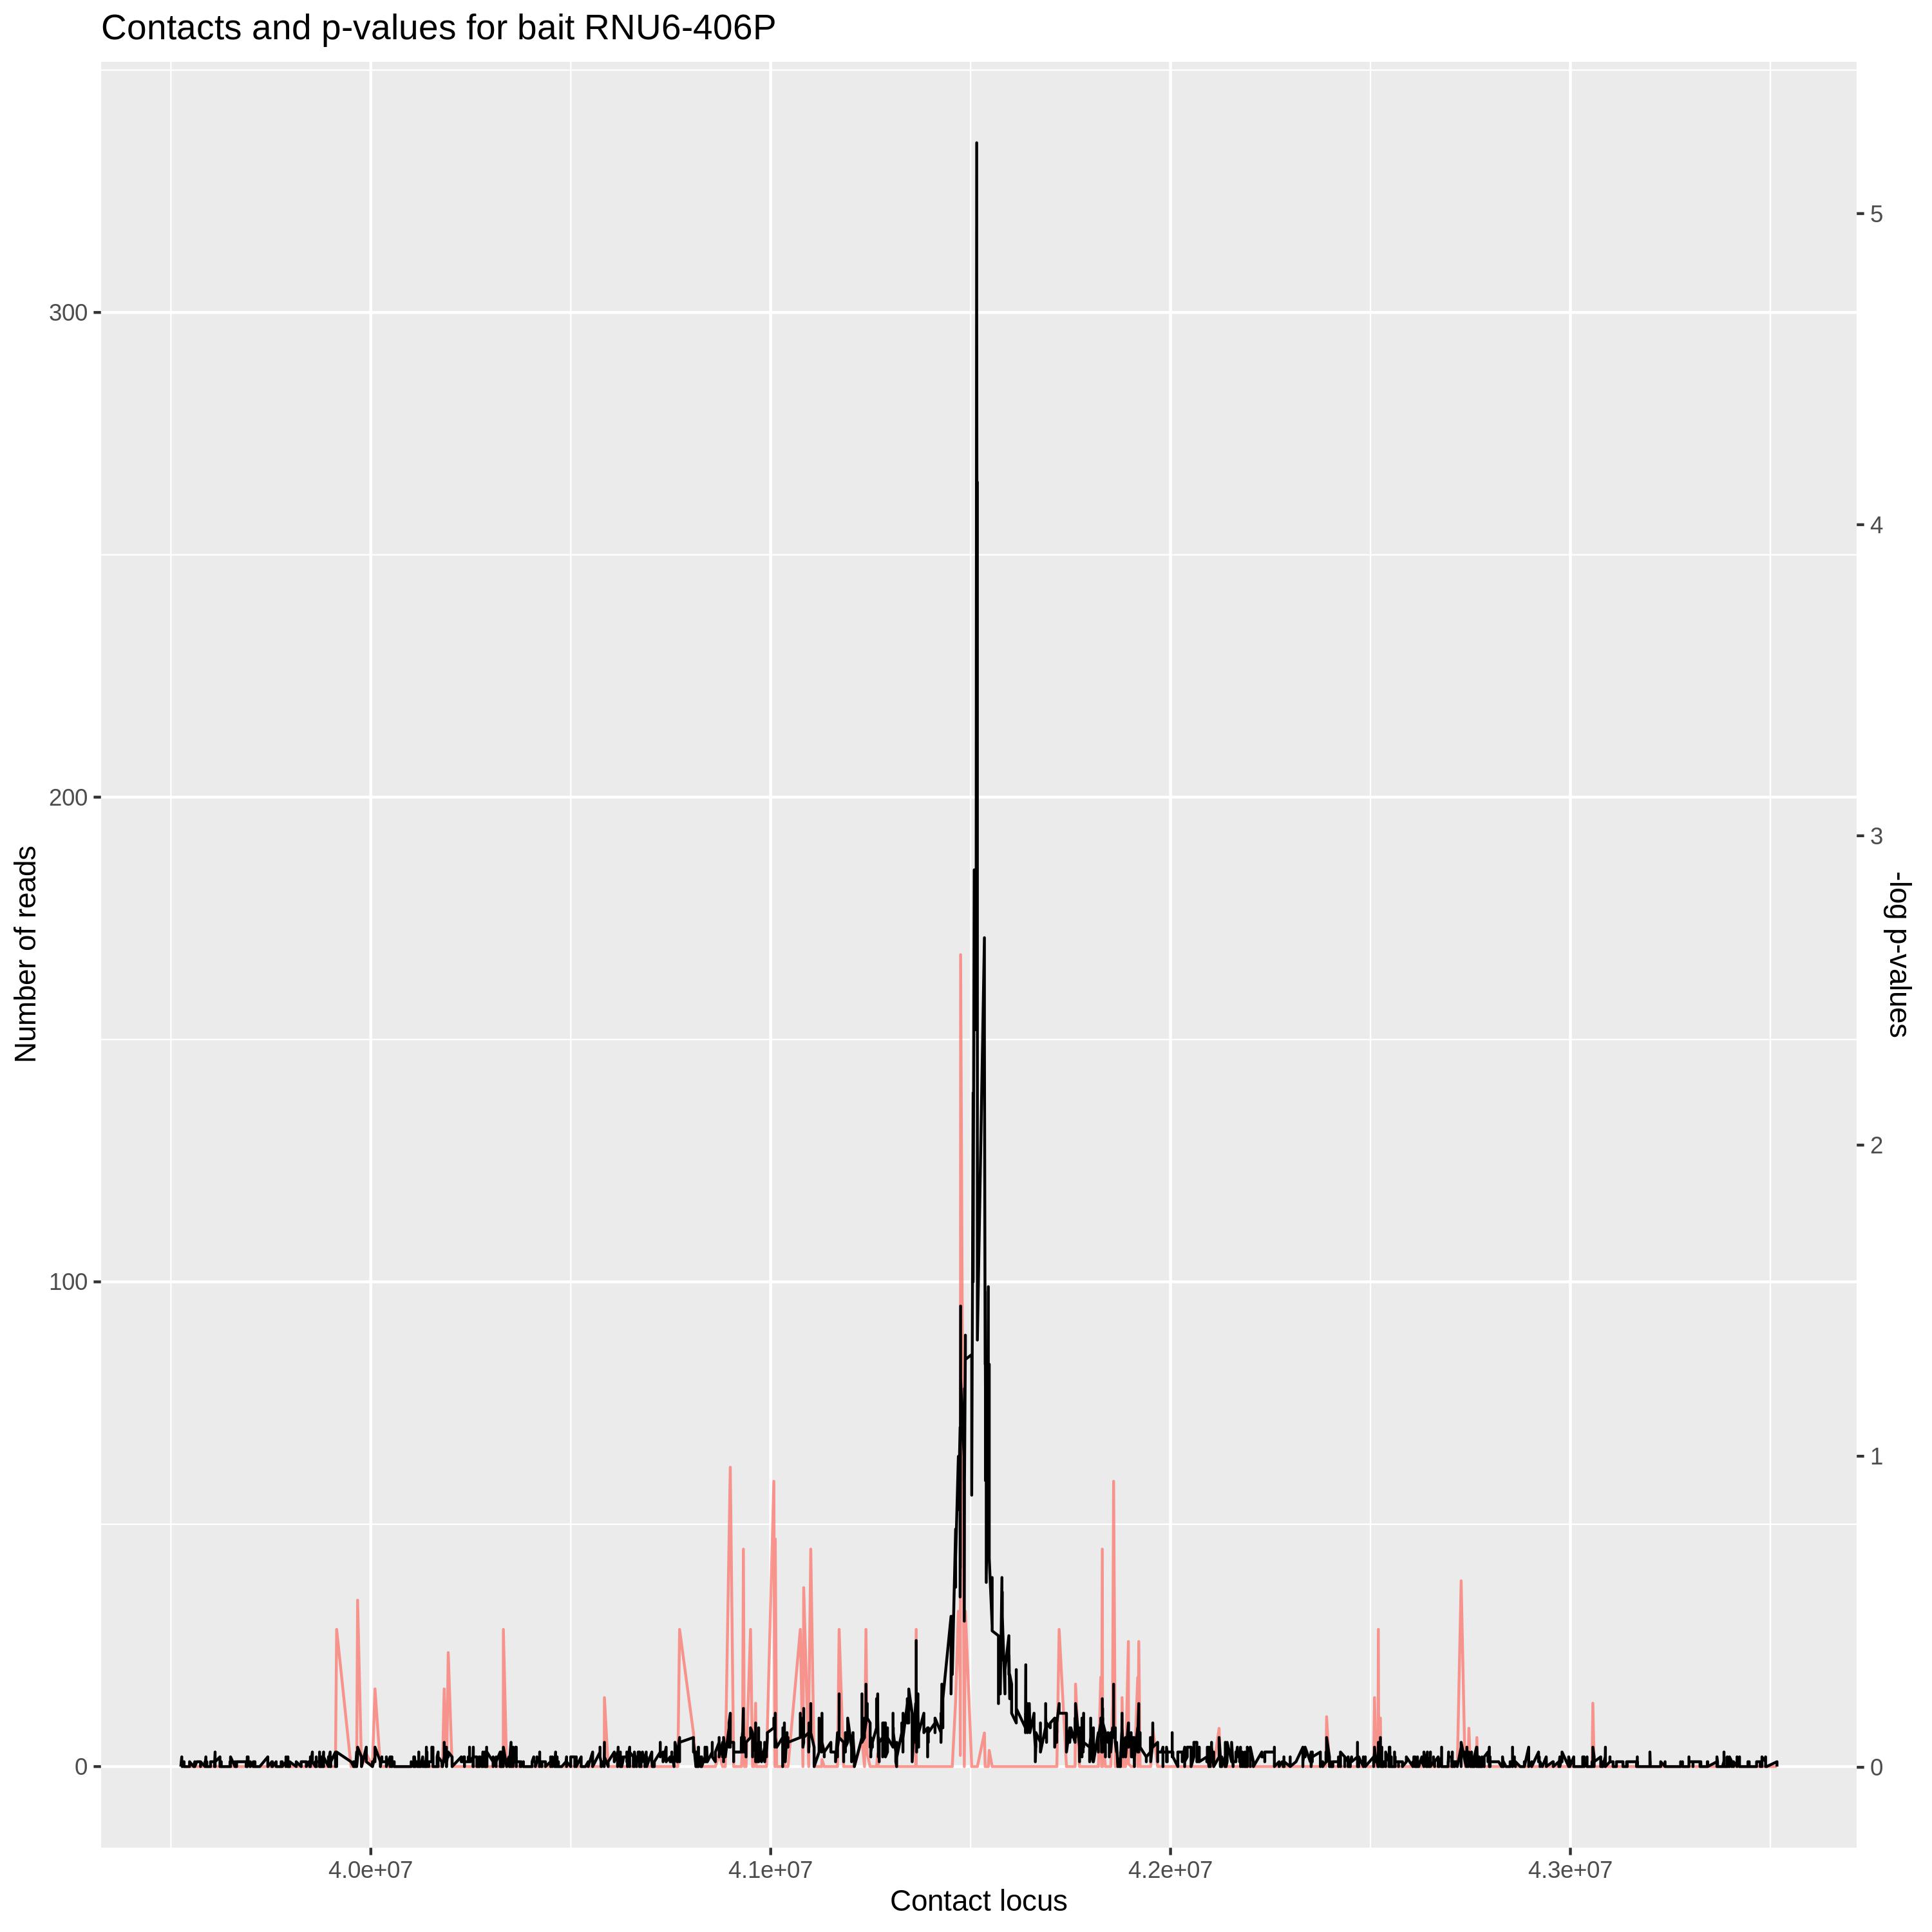 Contacts and p-values for bait RNU6-406P
Number of reads
300
200
100
0
5
4
3
2
1
0
-log p-values
4.0e+07
4.1e+07
4.2e+07
4.3e+07
Contact locus